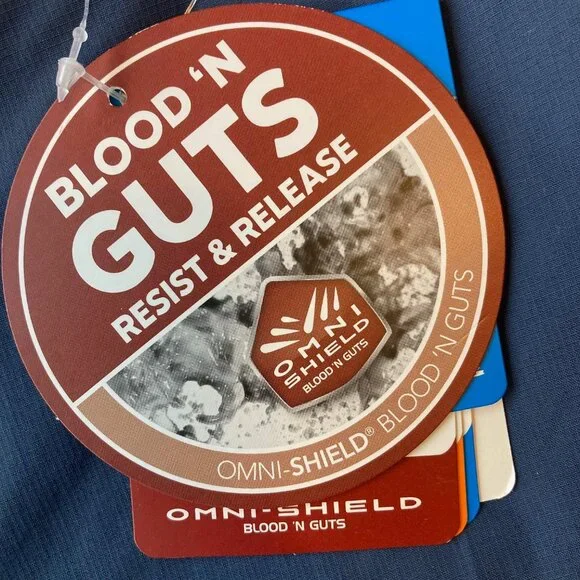 BLOOD 'N
GUTS
RESIST & RELEASE
OMNI
SHIELD
BLOOD 'N GUTS
OMNI-SHIELD® BLOOD 'N GUTS
OMNI-SHIELD
BLOOD 'N GUTS